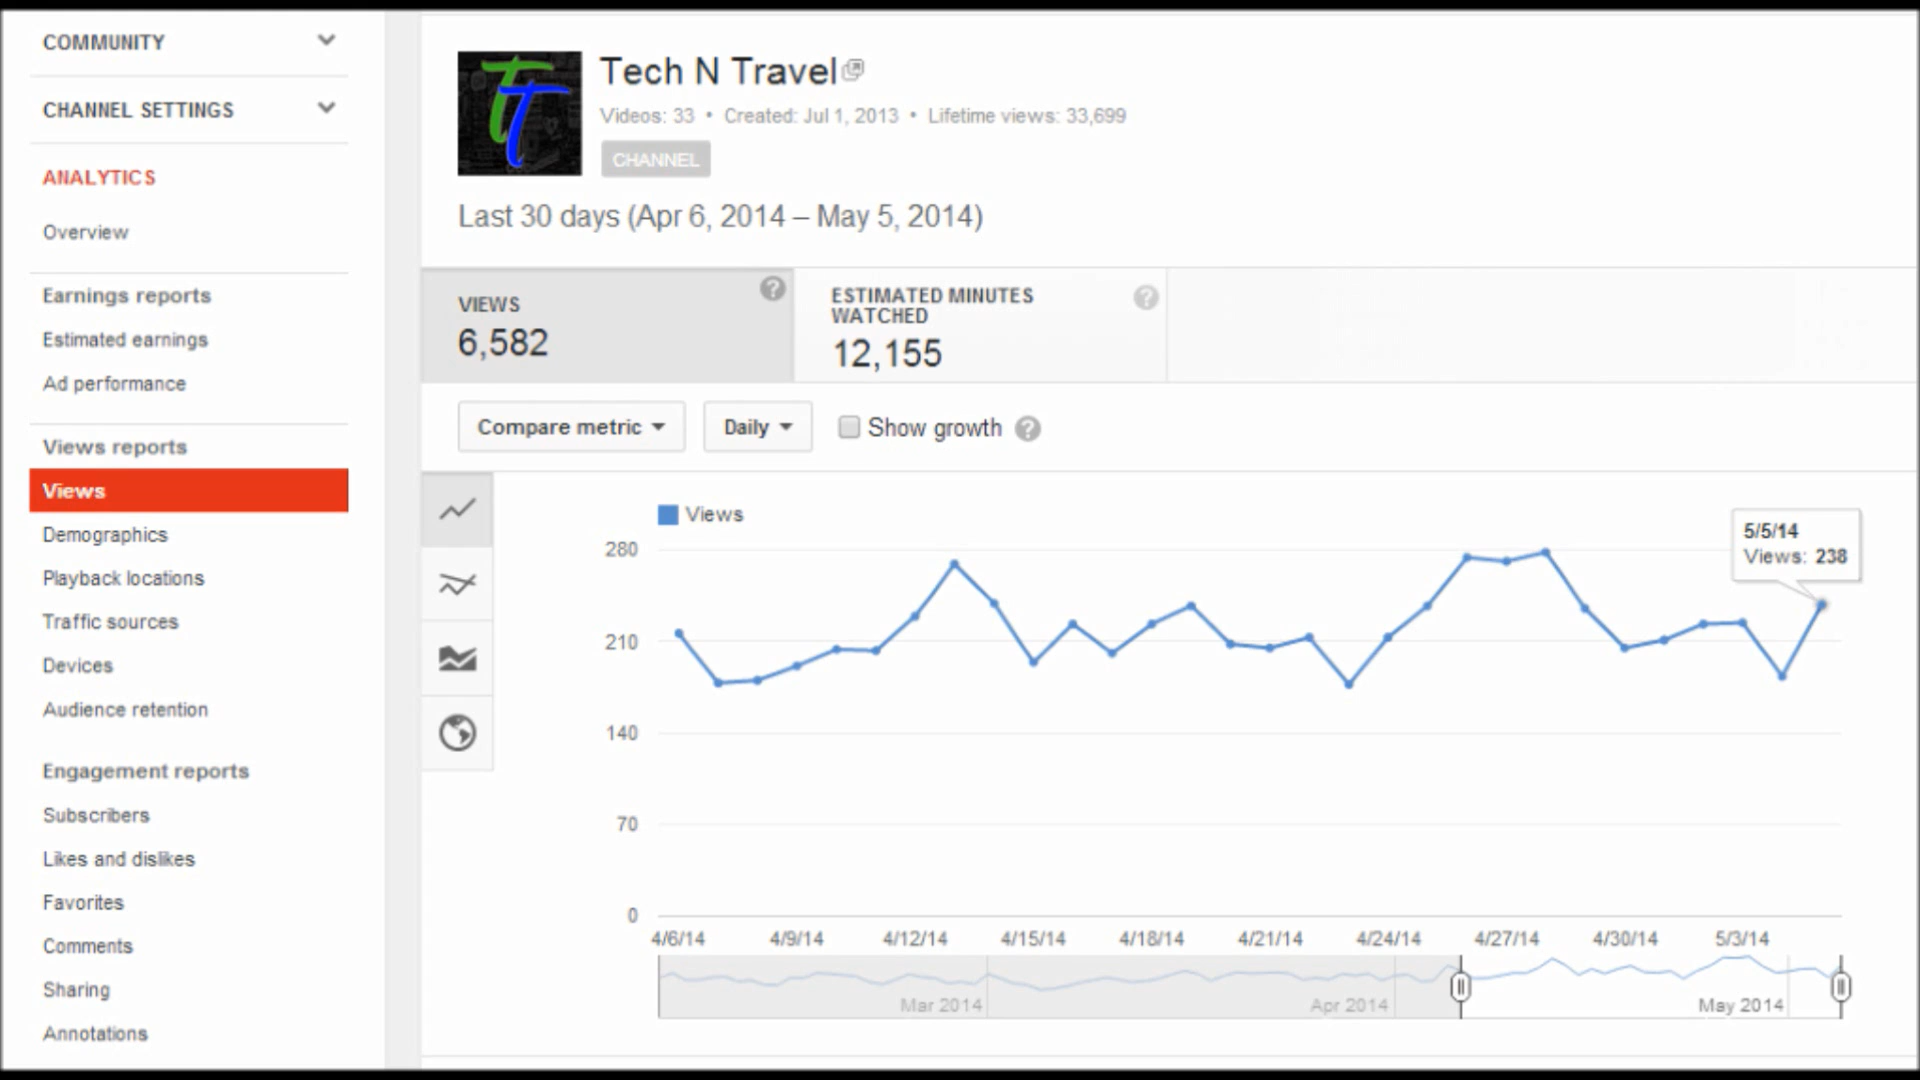 COMMUNITY
CHANNEL SETTINGS
ANALYTICS
Overview
Earnings reports
Estimated earnings
Ad performance
Views reports
Views
Demographics
Playback locations
Traffic sources
Devices
Audience retention
Engagement reports
Subscribers
Likes and dislikes
Favorites
Comments
Sharing
Annotations
TT
Tech N Travel
Videos: 33 • Created: Jul 1, 2013 • Lifetime views: 33,699
CHANNEL
Last 30 days (Apr 6, 2014 – May 5, 2014)
VIEWS
6,582
ESTIMATED MINUTES
WATCHED
12,155
Compare metric Daily Show growth
Views
5/5/14
Views: 238
280
210
140
70
0
4/6/14 4/9/14 4/12/14 4/15/14 4/18/14 4/21/14 4/24/14 4/27/14 4/30/14 5/3/14
Mar 2014 Apr 2014 May 2014